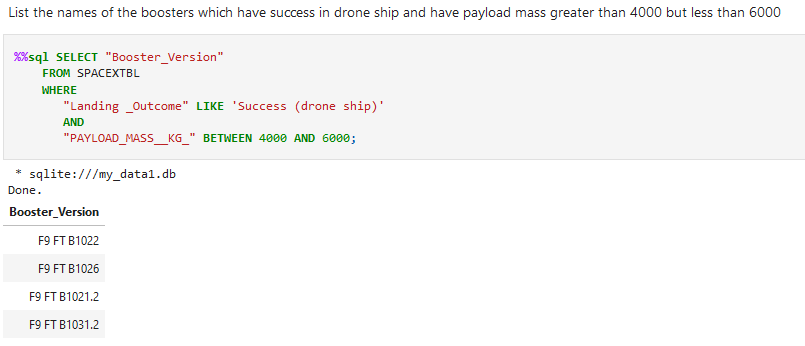 List the names of the boosters which have success in drone ship and have payload mass greater than 4000 but less than 6000
%%sql SELECT "Booster_Version"
FROM SPACEXTBL
WHERE
"Landing _Outcome" LIKE 'Success (drone ship)'
AND
"PAYLOAD_MASS__KG_" BETWEEN 4000 AND 6000;
* sqlite:///my_data1.db
Done.
Booster_Version
F9 FT B1022
F9 FT B1026
F9 FT B1021.2
F9 FT B1031.2